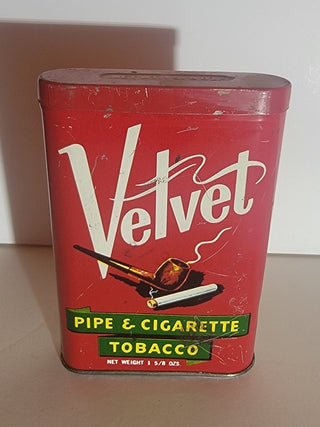 Velvet
PIPE & CIGARETTE
TOBACCO
NET WEIGHT 1 5/8 OZS.